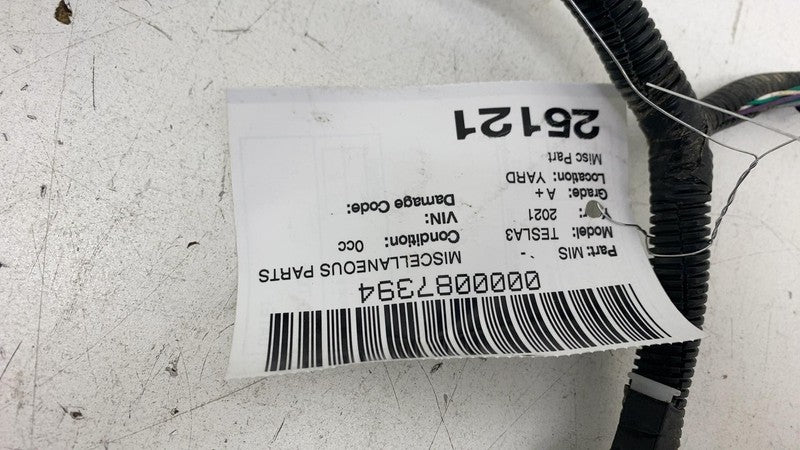 0000087394
Part: MIS - MISCELLANEOUS PARTS
Model: TESLA3 Condition: 0cc
2021 VIN:
Grade: A+ Damage Code:
Location: YARD
Misc Part
25121